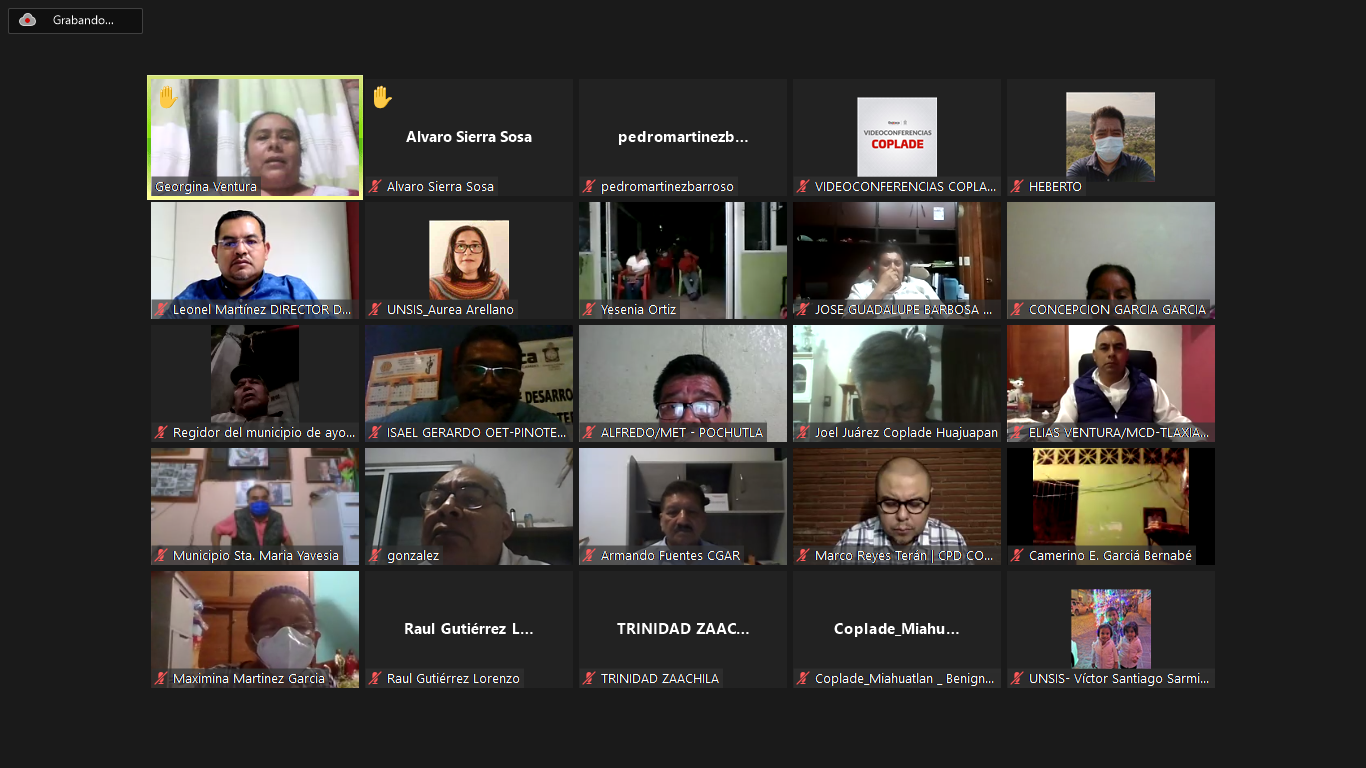 Grabando...
Georgina Ventura
Alvaro Sierra Sosa
Alvaro Sierra Sosa
pedromartinezb...
pedromartinezbarroso
VIDEOCONFERENCIAS
COPLADE
VIDEOCONFERENCIAS COPLA...
HEBERTO
Leonel Martínez DIRECTOR D...
UNSIS_Aurea Arellano
Yesenia Ortiz
JOSE GUADALUPE BARBOSA ...
CONCEPCION GARCIA GARCIA
Regidor del municipio de ayo...
ca
DESARRO
ISAEL GERARDO OET-PINOTE...
ALFREDO/MET - POCHUTLA
Joel Juárez Coplade Huajuapan
ELIAS VENTURA/MCD-TLAXIA...
Municipio Sta. Maria Yavesia
gonzalez
Armando Fuentes CGAR
Marco Reyes Terán | CPD CO...
Camerino E. Garciá Bernabé
Maximina Martinez Garcia
Raul Gutiérrez L...
Raul Gutiérrez Lorenzo
TRINIDAD ZAAC...
TRINIDAD ZAACHILA
Coplade_Miahu...
Coplade_Miahuatlan _ Benign...
UNSIS- Víctor Santiago Sarmi...